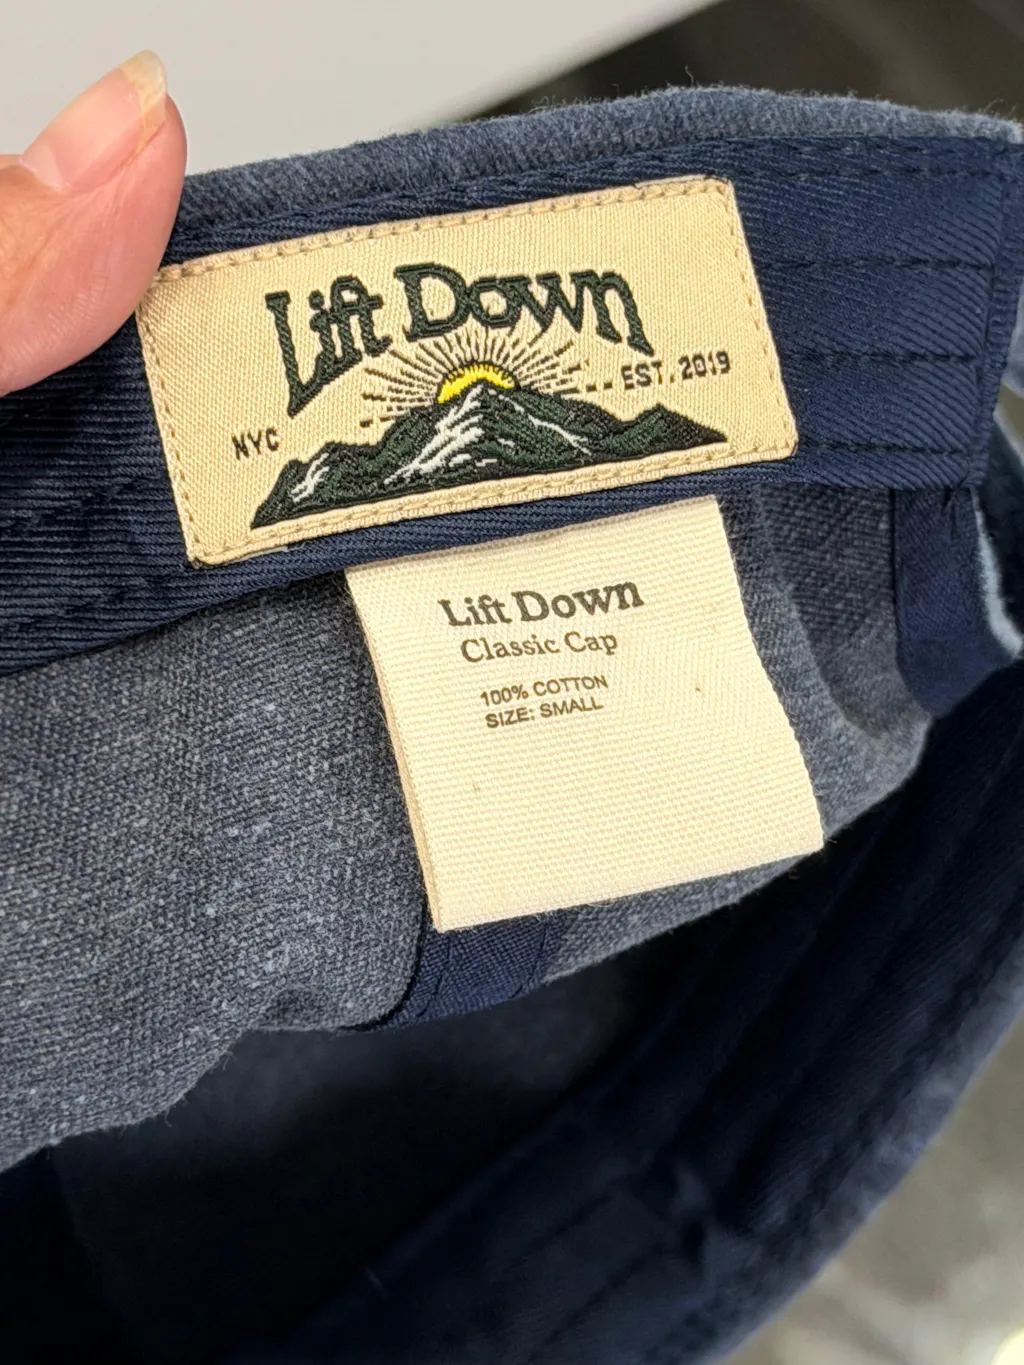 Lift Down
EST. 2019
NYC
Lift Down
Classic Cap
100% COTTON
SIZE: SMALL